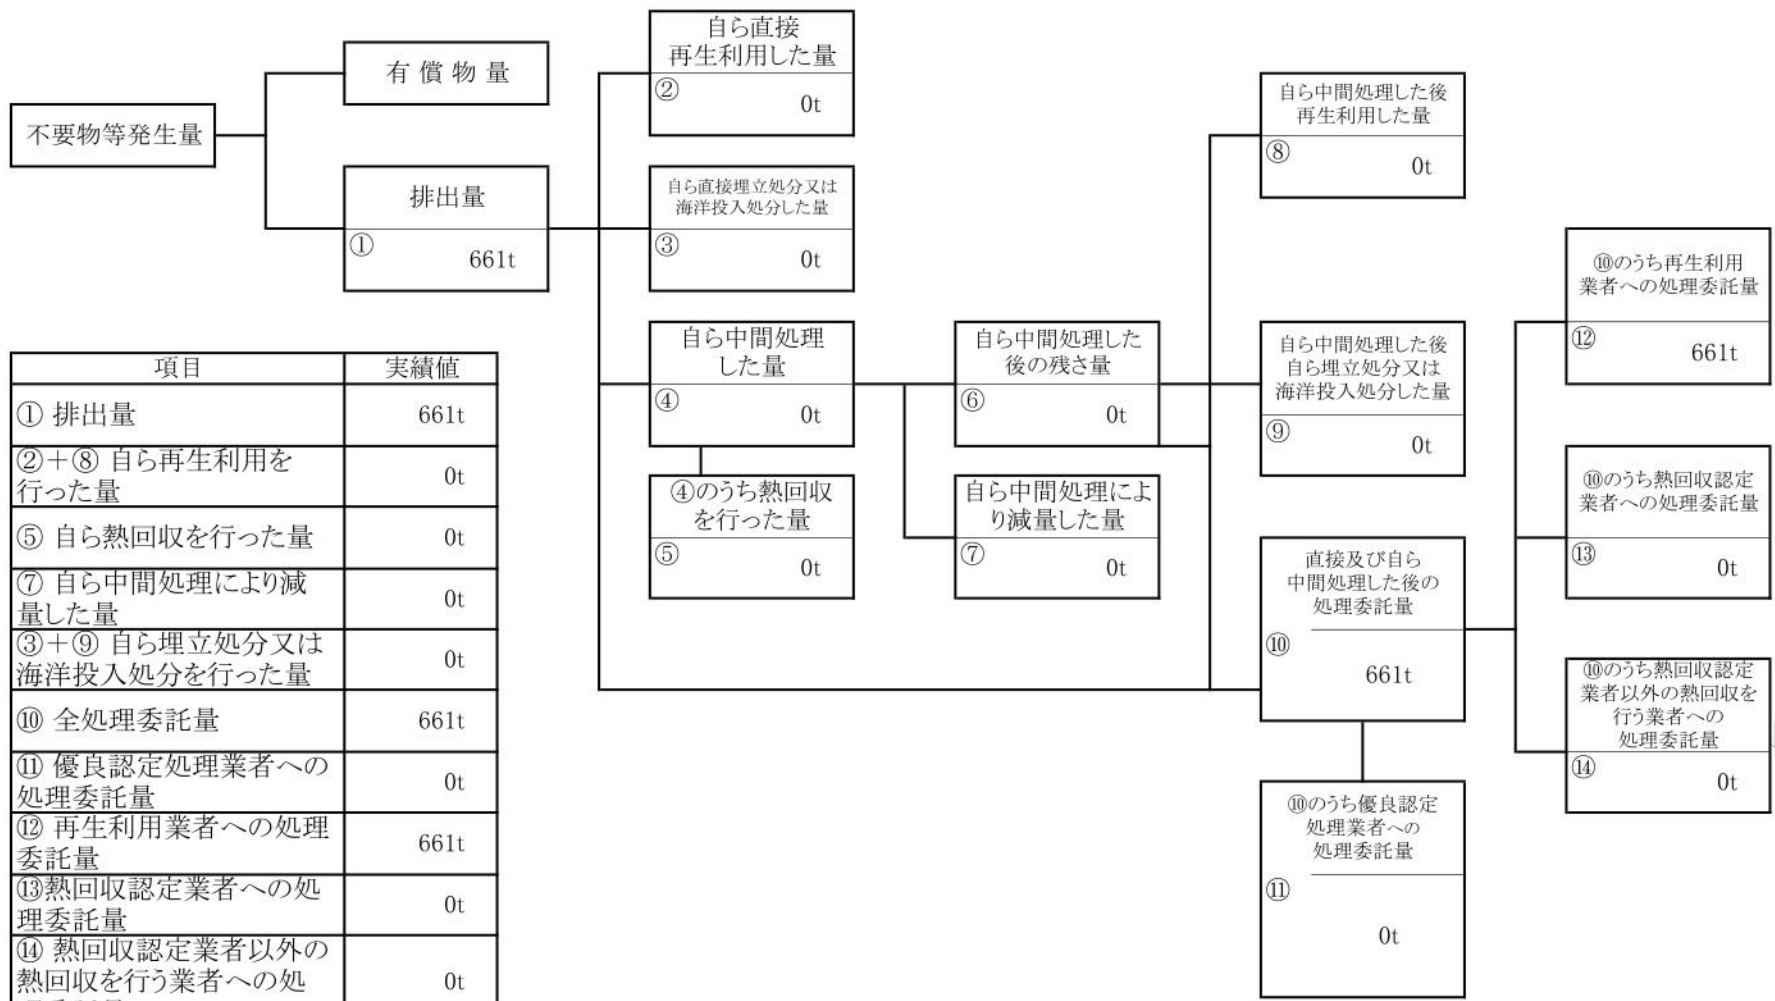 不要物等発生量
有償物量
排出量
①
661t
自ら直接
再生利用した量
②
0t
自ら直接埋立処分又は
海洋投入処分した量
③
0t
自ら中間処理
した量
④
0t
④のうち熱回収
を行った量
⑤
0t
自ら中間処理した
後の残さ量
⑥
0t
自ら中間処理によ
り減量した量
⑦
0t
自ら中間処理した後
再生利用した量
⑧
0t
自ら中間処理した後
自ら埋立処分又は
海洋投入処分した量
⑨
0t
直接及び自ら
中間処理した後の
処理委託量
⑩
661t
⑩のうち優良認定
処理業者への
処理委託量
⑪
0t
⑩のうち再生利用
業者への処理委託量
⑫
661t
⑩のうち熱回収認定
業者への処理委託量
⑬
0t
⑩のうち熱回収認定
業者以外の熱回収を
行う業者への
処理委託量
⑭
0t
項目 実績値
① 排出量 661t
②+⑧ 自ら再生利用を
行った量 0t
⑤ 自ら熱回収を行った量 0t
⑦ 自ら中間処理により減
量した量 0t
③+⑨ 自ら埋立処分又は
海洋投入処分を行った量 0t
⑩ 全処理委託量 661t
⑪ 優良認定処理業者への
処理委託量 0t
⑫ 再生利用業者への処理
委託量 661t
⑬熱回収認定業者への処
理委託量 0t
⑭ 熱回収認定業者以外の
熱回収を行う業者への処 0t